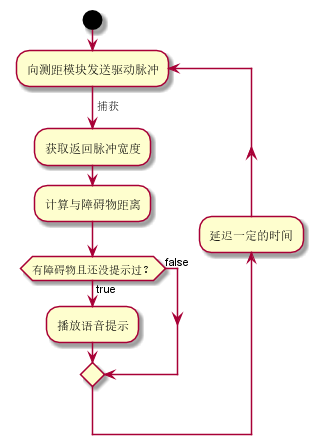 向测距模块发送驱动脉冲
捕获
获取返回脉冲宽度
计算与障碍物距离
延迟一定的时间
有障碍物且还没提示过?
false
true
播放语音提示